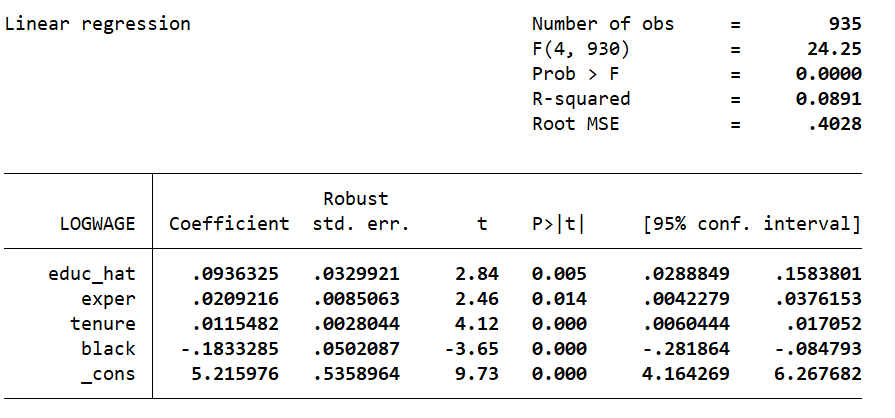 Linear regression Number of obs = 935
F(4, 930) = 24.25
Prob > F = 0.0000
R-squared = 0.0891
Root MSE = .4028
Robust
LOGWAGE Coefficient std. err. t P>|t| [95% conf. interval]
educ_hat .0936325 .0329921 2.84 0.005 .0288849 .1583801
exper .0209216 .0085063 2.46 0.014 .0042279 .0376153
tenure .0115482 .0028044 4.12 0.000 .0060444 .017052
black -.1833285 .0502087 -3.65 0.000 -.281864 -.084793
_cons 5.215976 .5358964 9.73 0.000 4.164269 6.267682